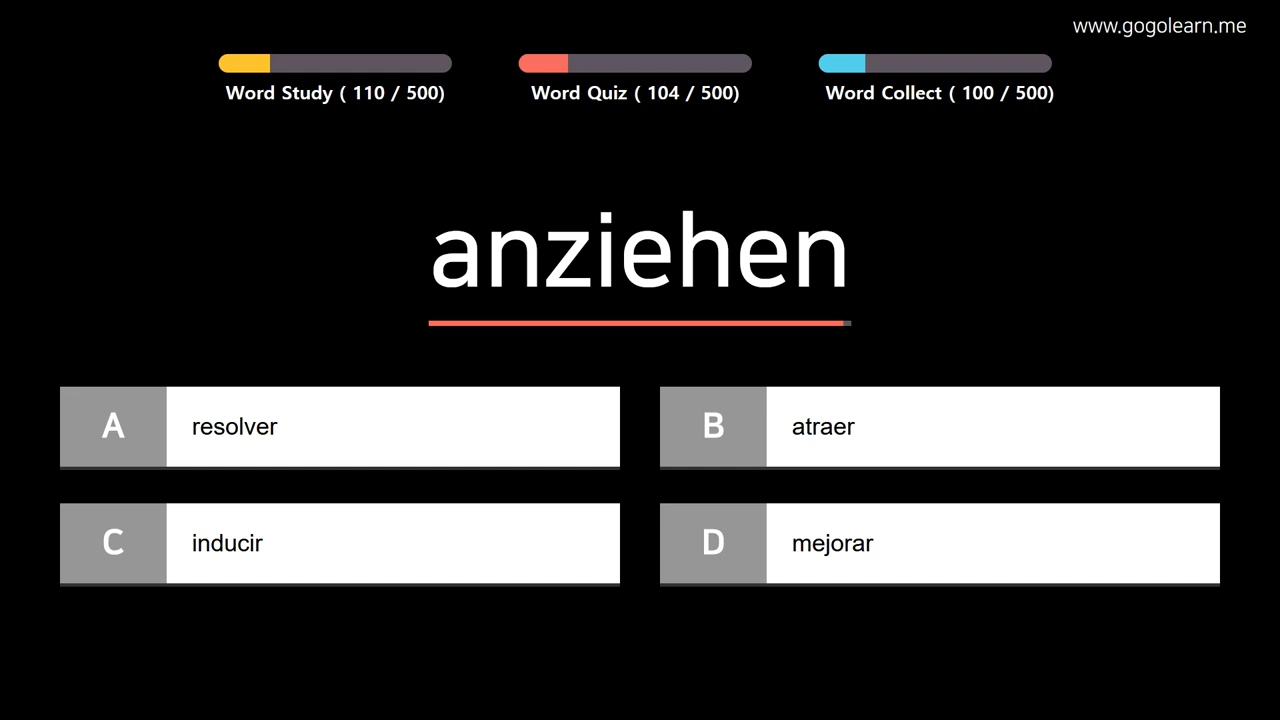 www.gogolearn.me
Word Study ( 110 / 500)
Word Quiz ( 104 / 500)
Word Collect ( 100 / 500)
anziehen
A resolver
B atraer
C inducir
D mejorar